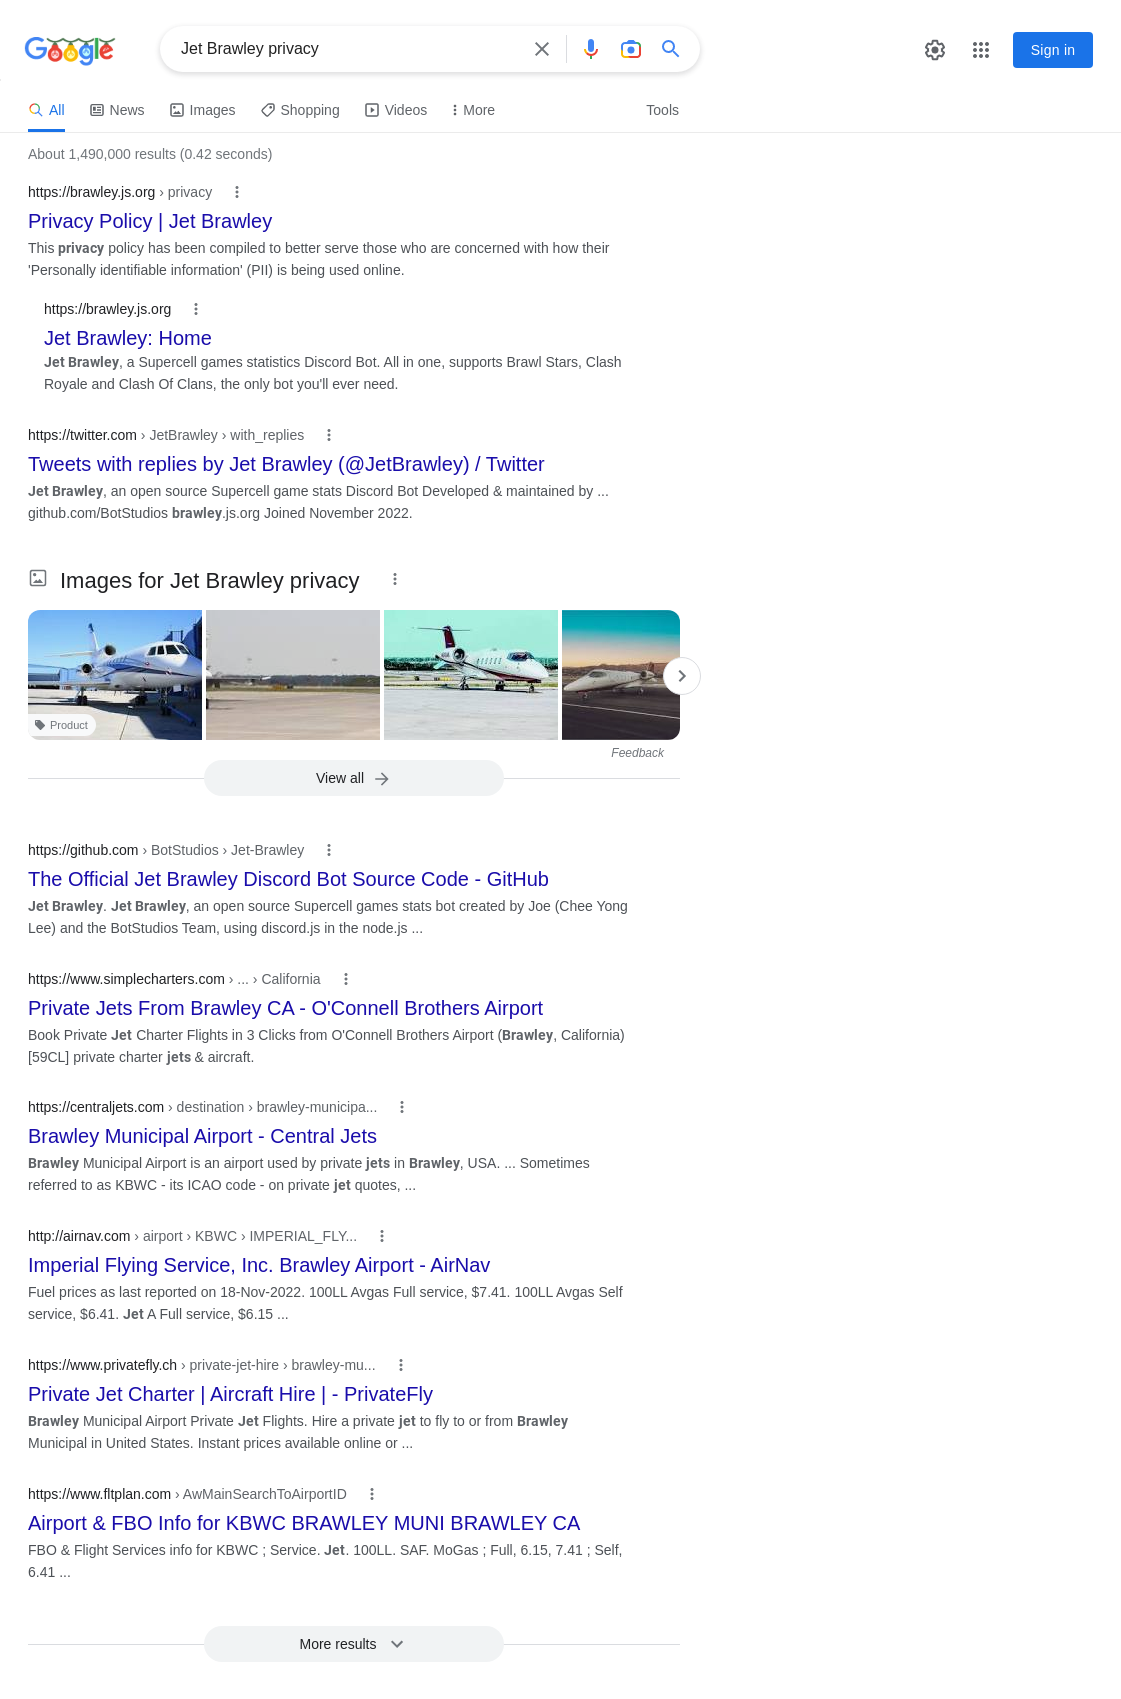 Google
Jet Brawley privacy
Sign in
All
News
Images
Shopping
Videos
More
Tools
About 1,490,000 results (0.42 seconds)
https://brawley.js.org › privacy
Privacy Policy | Jet Brawley
This privacy policy has been compiled to better serve those who are concerned with how their
'Personally identifiable information' (PII) is being used online.
https://brawley.js.org
Jet Brawley: Home
Jet Brawley, a Supercell games statistics Discord Bot. All in one, supports Brawl Stars, Clash
Royale and Clash Of Clans, the only bot you'll ever need.
https://twitter.com › JetBrawley › with_replies
Tweets with replies by Jet Brawley (@JetBrawley) / Twitter
Jet Brawley, an open source Supercell game stats Discord Bot Developed & maintained by ...
github.com/BotStudios brawley.js.org Joined November 2022.
Images for Jet Brawley privacy
Product
Feedback
View all
https://github.com › BotStudios › Jet-Brawley
The Official Jet Brawley Discord Bot Source Code - GitHub
Jet Brawley. Jet Brawley, an open source Supercell games stats bot created by Joe (Chee Yong
Lee) and the BotStudios Team, using discord.js in the node.js ...
https://www.simplecharters.com › ... › California
Private Jets From Brawley CA - O'Connell Brothers Airport
Book Private Jet Charter Flights in 3 Clicks from O'Connell Brothers Airport (Brawley, California)
[59CL] private charter jets & aircraft.
https://centraljets.com › destination › brawley-municipa...
Brawley Municipal Airport - Central Jets
Brawley Municipal Airport is an airport used by private jets in Brawley, USA. ... Sometimes
referred to as KBWC - its ICAO code - on private jet quotes, ...
http://airnav.com › airport › KBWC › IMPERIAL_FLY...
Imperial Flying Service, Inc. Brawley Airport - AirNav
Fuel prices as last reported on 18-Nov-2022. 100LL Avgas Full service, $7.41. 100LL Avgas Self
service, $6.41. Jet A Full service, $6.15 ...
https://www.privatefly.ch › private-jet-hire › brawley-mu...
Private Jet Charter | Aircraft Hire | - PrivateFly
Brawley Municipal Airport Private Jet Flights. Hire a private jet to fly to or from Brawley
Municipal in United States. Instant prices available online or ...
https://www.fltplan.com › AwMainSearchToAirportID
Airport & FBO Info for KBWC BRAWLEY MUNI BRAWLEY CA
FBO & Flight Services info for KBWC ; Service. Jet. 100LL. SAF. MoGas ; Full, 6.15, 7.41 ; Self,
6.41 ...
More results